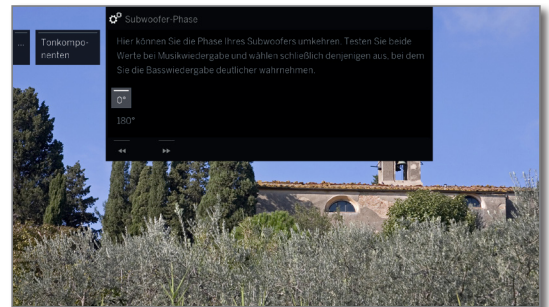 Subwoofer-Phase
... Tonkompo-
nenten
Hier können Sie die Phase Ihres Subwoofers umkehren. Testen Sie beide
Werte bei Musikwiedergabe und wählen schließlich denjenigen aus, bei dem
Sie die Basswiedergabe deutlicher wahrnehmen.
0°
180°